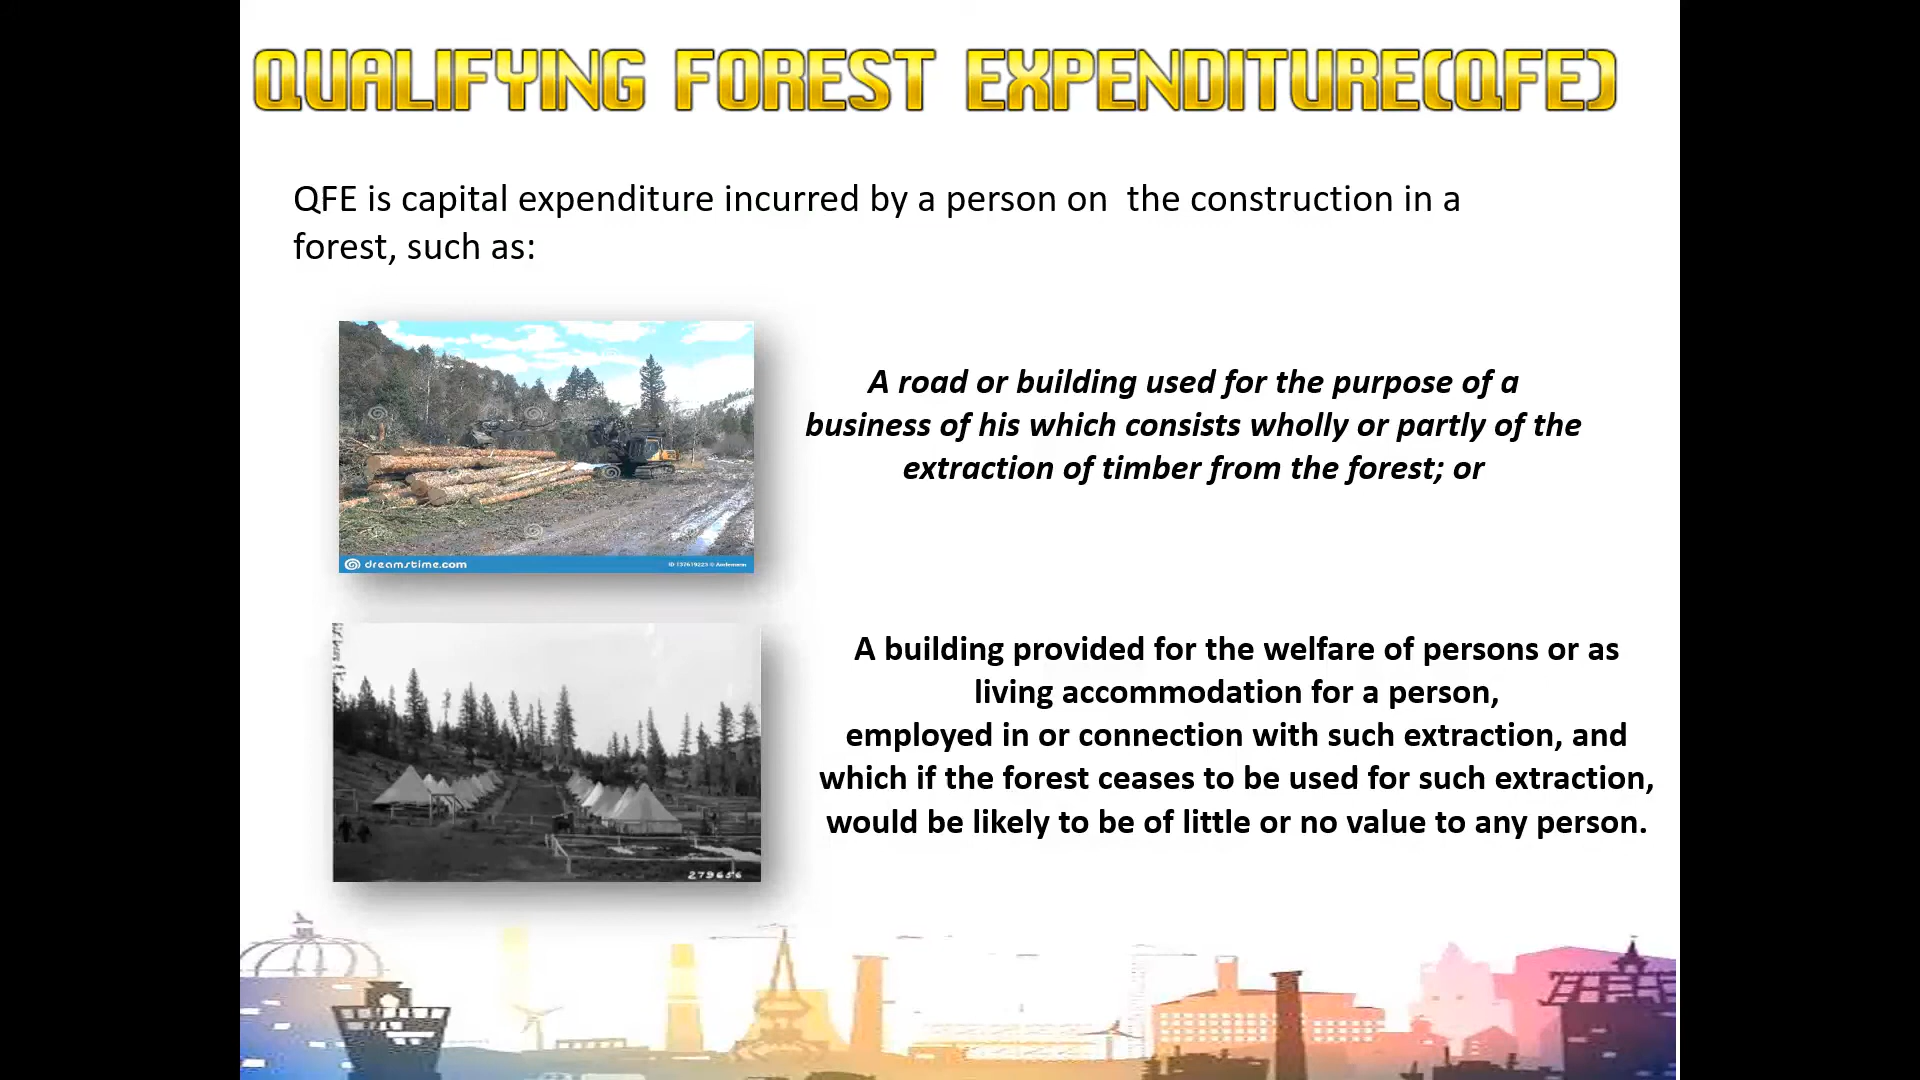 QUALIFYING FOREST EXPENDITURE(QFE)
QFE is capital expenditure incurred by a person on the construction in a
forest, such as:
A road or building used for the purpose of a
business of his which consists wholly or partly of the
extraction of timber from the forest; or
dreamstime.com
ID 137619223 © Andemann
A building provided for the welfare of persons or as
living accommodation for a person,
employed in or connection with such extraction, and
which if the forest ceases to be used for such extraction,
would be likely to be of little or no value to any person.
279656